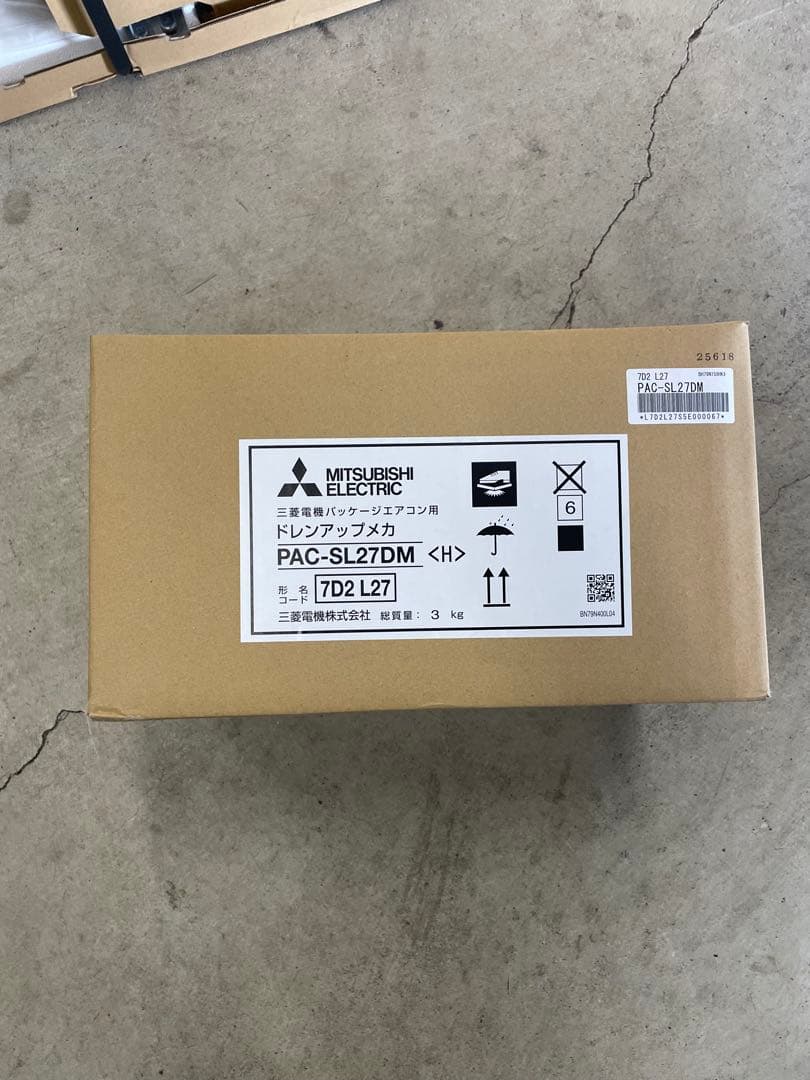 25618
7D2 L27
PAC-SL27DM
*L7D2L27S5E000067*
MITSUBISHI
ELECTRIC
三菱電機パッケージエアコン用
ドレンアップメカ
PAC-SL27DM <H>
形名
コード
7D2 L27
三菱電機株式会社 総質量: 3 kg
6
BN79N400L04